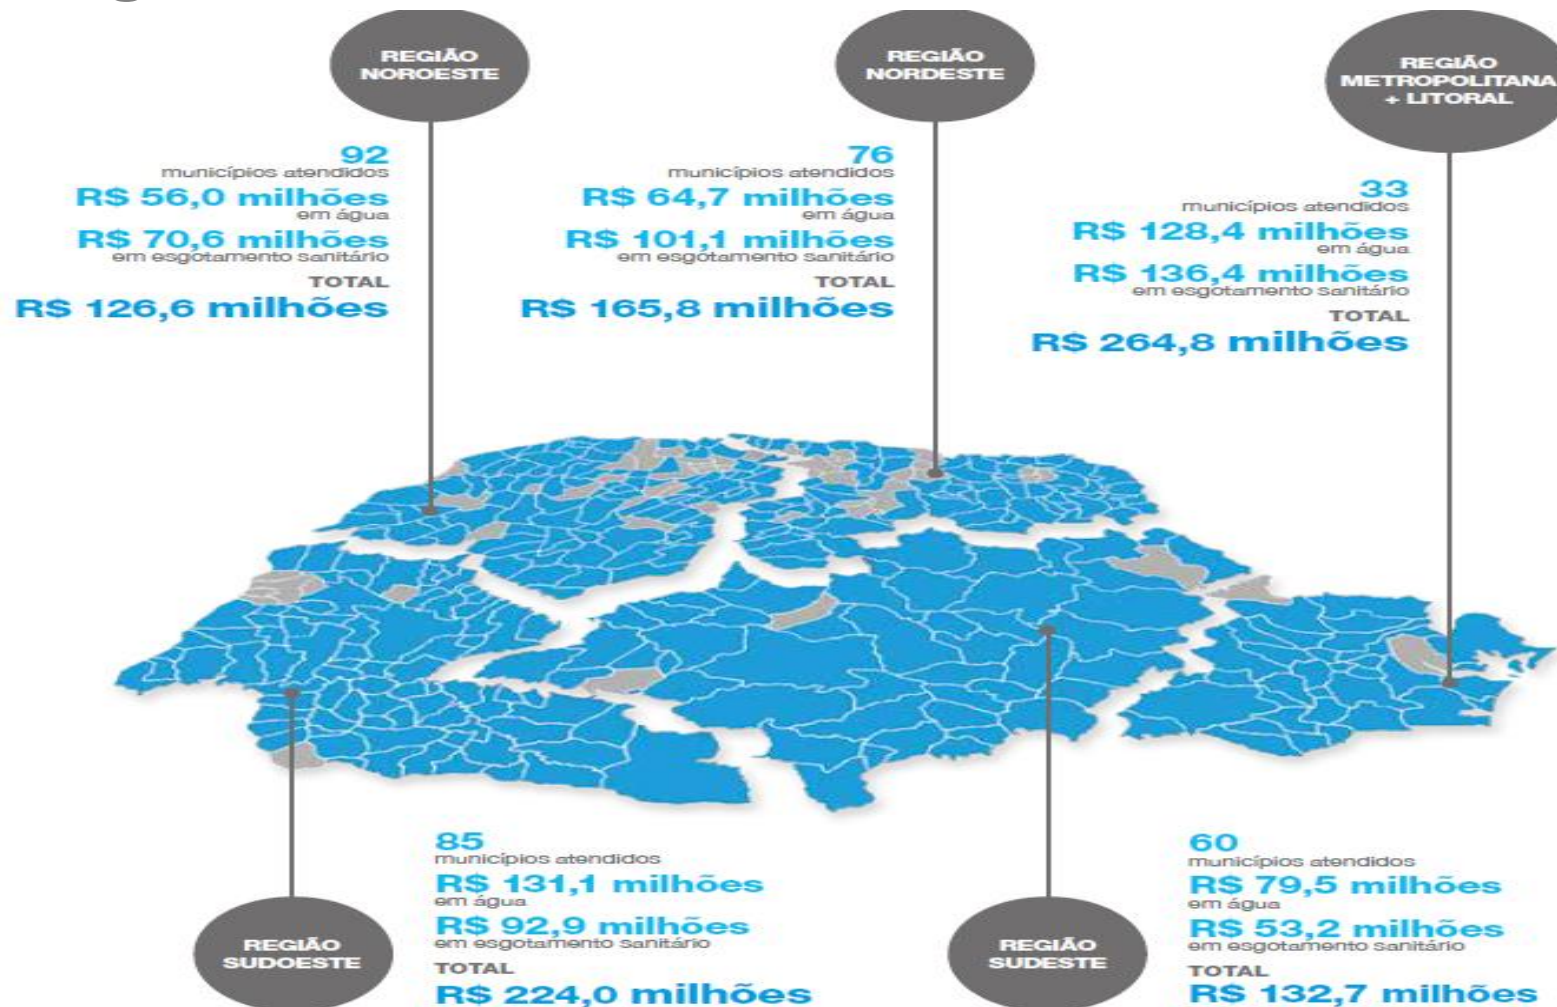 REGIÃO
NOROESTE
92
municípios atendidos
R$ 56,0 milhões
em água
R$ 70,6 milhões
em esgotamento sanitário
TOTAL
R$ 126,6 milhões
REGIÃO
NORDESTE
76
municípios atendidos
R$ 64,7 milhões
em água
R$ 101,1 milhões
em esgotamento sanitário
TOTAL
R$ 165,8 milhões
REGIÃO
METROPOLITANA
+ LITORAL
33
municípios atendidos
R$ 128,4 milhões
em água
R$ 136,4 milhões
em esgotamento sanitário
TOTAL
R$ 264,8 milhões
REGIÃO
SUDOESTE
85
municípios atendidos
R$ 131,1 milhões
em água
R$ 92,9 milhões
em esgotamento sanitário
TOTAL
R$ 224,0 milhões
REGIÃO
SUDESTE
60
municípios atendidos
R$ 79,5 milhões
em água
R$ 53,2 milhões
em esgotamento sanitário
TOTAL
R$ 132,7 milhões